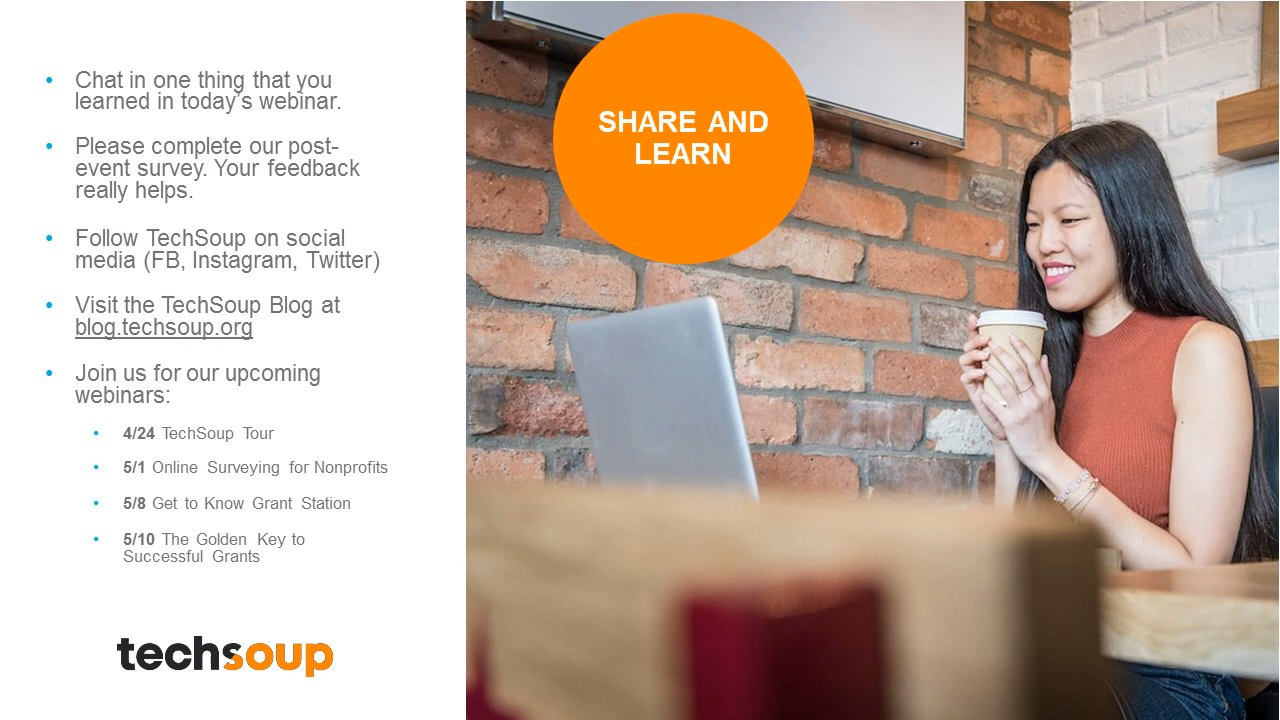 Chat in one thing that you
learned in today's webinar.
Please complete our post-
event survey. Your feedback
really helps.
Follow TechSoup on social
media (FB, Instagram, Twitter)
Visit the TechSoup Blog at
blog.techsoup.org
Join us for our upcoming
webinars:
4/24 TechSoup Tour
5/1 Online Surveying for Nonprofits
5/8 Get to Know Grant Station
5/10 The Golden Key to
Successful Grants
techsoup
SHARE AND
LEARN